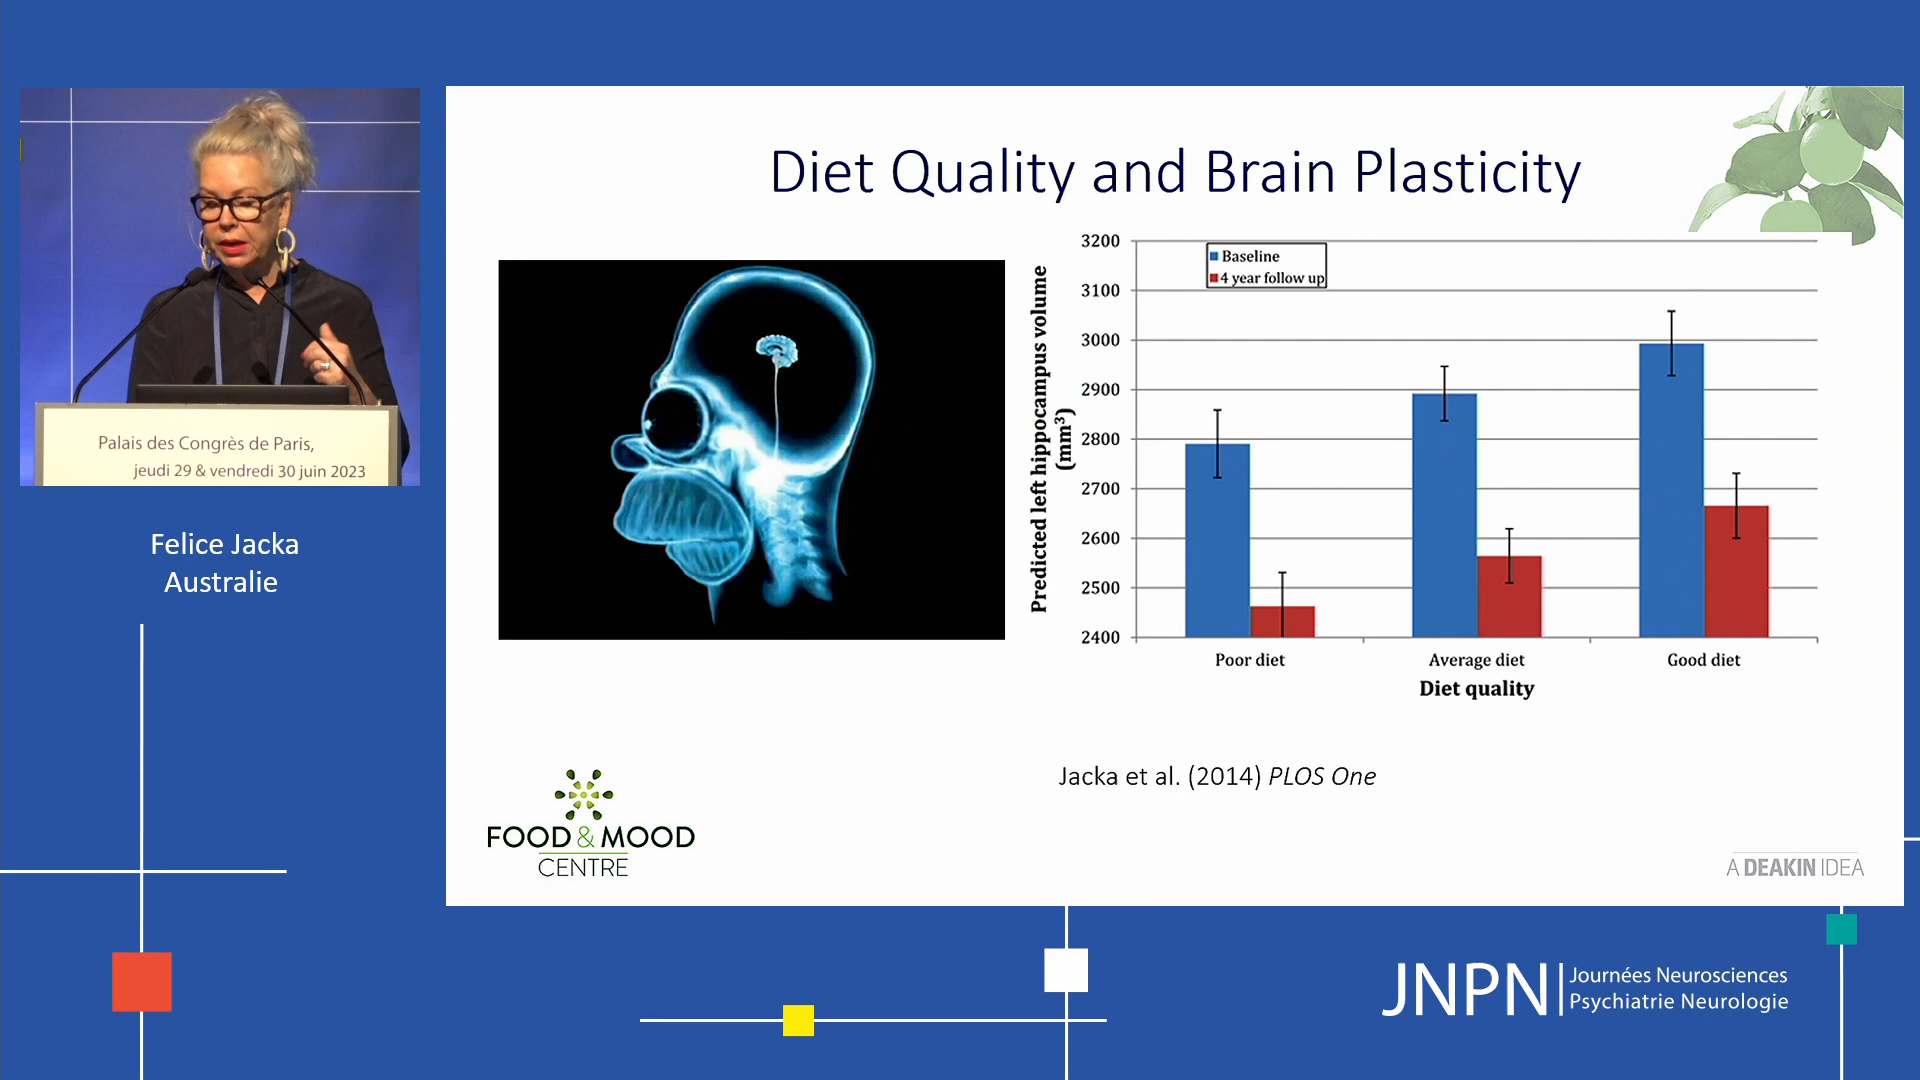 Palais des Congrès de Paris,
jeudi 29 & vendredi 30 juin 2023
Felice Jacka
Australie
Diet Quality and Brain Plasticity
Predicted left hippocampus volume
(mm³)
3200
3100
3000
2900
2800
2700
2600
2500
2400
Baseline
4 year follow up
Poor diet
Average diet
Good diet
Diet quality
Jacka et al. (2014) PLOS One
FOOD & MOOD
CENTRE
A DEAKIN IDEA
JNPN
Journées Neurosciences
Psychiatrie Neurologie